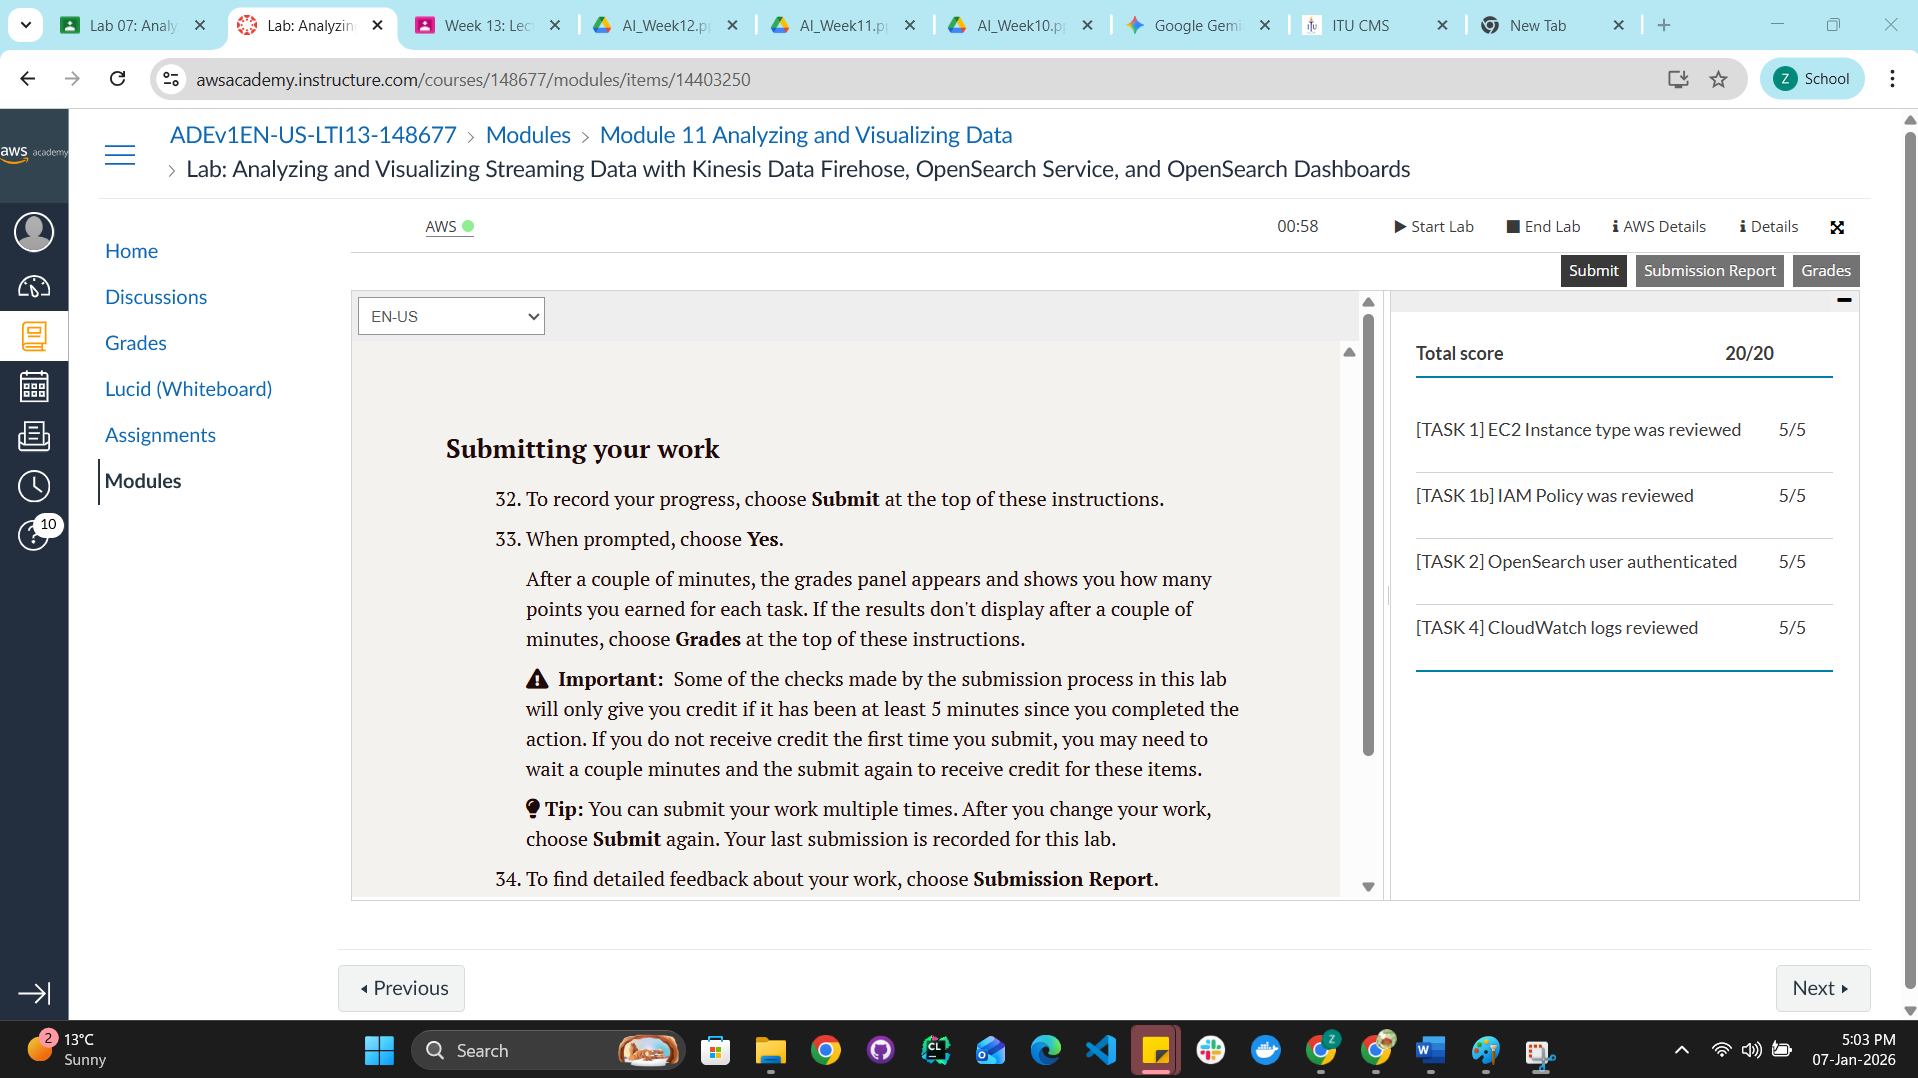 Lab 07: Analy
Lab: Analyzin
Week 13: Lec
AI_Week12.p
AI_Week11.p
AI_Week10.p
Google Gemi
ITU CMS
New Tab
awsacademy.instructure.com/courses/148677/modules/items/14403250
Z School
aws academy
ADEv1EN-US-LTI13-148677 > Modules > Module 11 Analyzing and Visualizing Data
> Lab: Analyzing and Visualizing Streaming Data with Kinesis Data Firehose, OpenSearch Service, and OpenSearch Dashboards
10
Home
Discussions
Grades
Lucid (Whiteboard)
Assignments
Modules
AWS
00:58
Start Lab
End Lab
AWS Details
Details
Submit
Submission Report
Grades
EN-US
Submitting your work
32. To record your progress, choose Submit at the top of these instructions.
33. When prompted, choose Yes.
After a couple of minutes, the grades panel appears and shows you how many
points you earned for each task. If the results don't display after a couple of
minutes, choose Grades at the top of these instructions.
Important: Some of the checks made by the submission process in this lab
will only give you credit if it has been at least 5 minutes since you completed the
action. If you do not receive credit the first time you submit, you may need to
wait a couple minutes and the submit again to receive credit for these items.
Tip: You can submit your work multiple times. After you change your work,
choose Submit again. Your last submission is recorded for this lab.
34. To find detailed feedback about your work, choose Submission Report.
Total score 20/20
[TASK 1] EC2 Instance type was reviewed 5/5
[TASK 1b] IAM Policy was reviewed 5/5
[TASK 2] OpenSearch user authenticated 5/5
[TASK 4] CloudWatch logs reviewed 5/5
Previous
Next
2
13°C
Sunny
Search
5:03 PM
07-Jan-2026